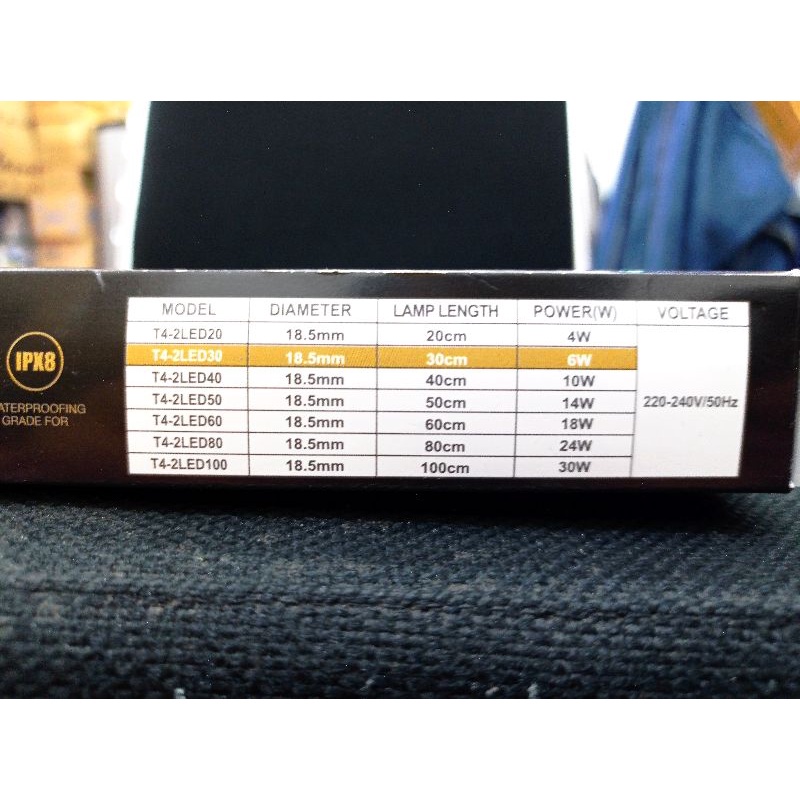 IPX8
GRADE FOR
MODEL DIAMETER LAMP LENGTH POWER(W) VOLTAGE
T4-2LED20 18.5mm 20cm 4W
T4-2LED30 18.5mm 30cm 6W
T4-2LED40 18.5mm 40cm 10W
T4-2LED50 18.5mm 50cm 14W 220-240V/50Hz
T4-2LED60 18.5mm 60cm 18W
T4-2LED80 18.5mm 80cm 24W
T4-2LED100 18.5mm 100cm 30W